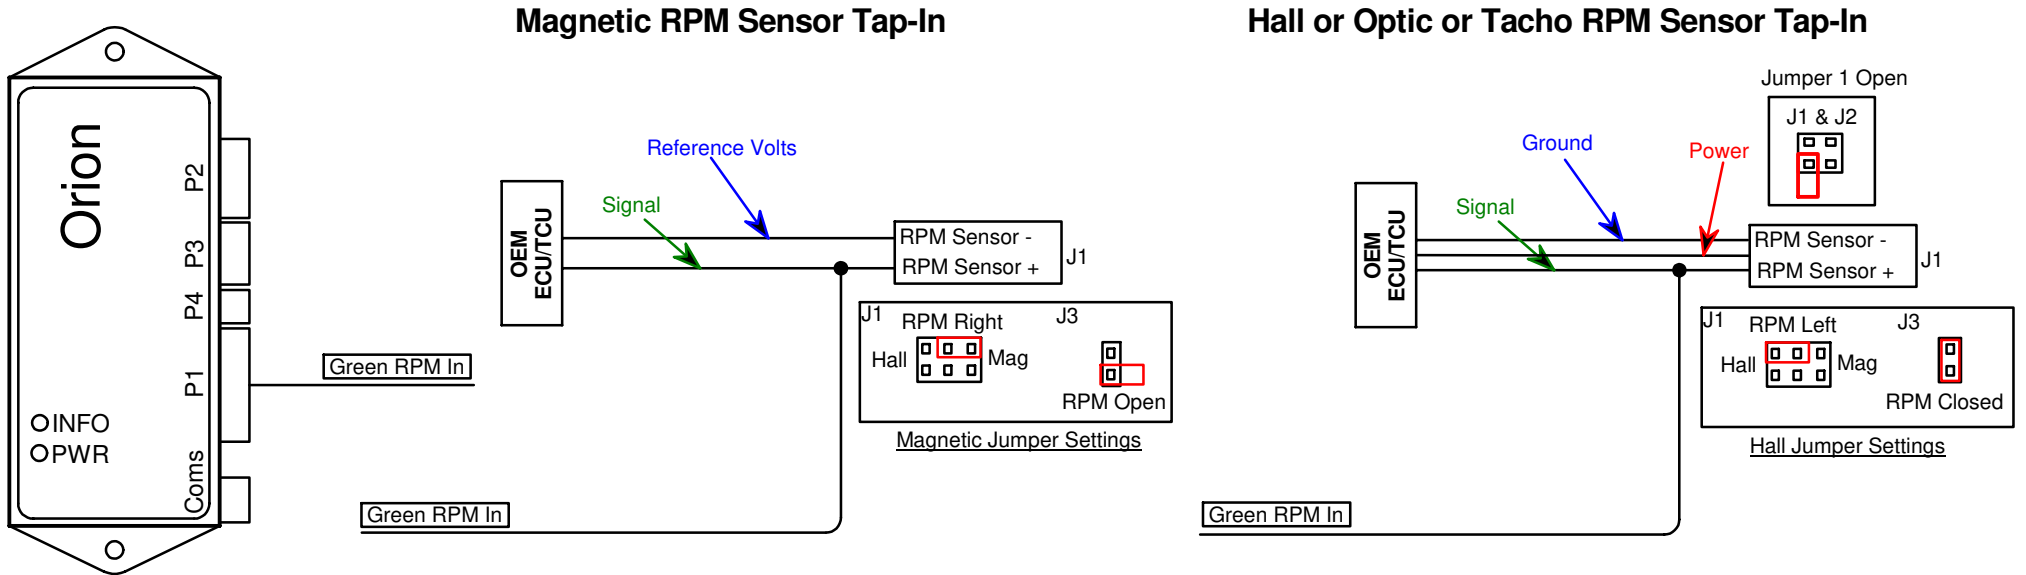 Magnetic RPM Sensor Tap-In
Hall or Optic or Tacho RPM Sensor Tap-In
Orion
P2
P3
P4
P1
Coms
INFO
PWR
Green RPM In
Reference Volts
Signal
OEM
ECU/TCU
RPM Sensor -
RPM Sensor +
J1
J1
RPM Right
J3
Hall
Mag
RPM Open
Magnetic Jumper Settings
Green RPM In
Jumper 1 Open
J1 & J2
Ground
Power
Signal
OEM
ECU/TCU
RPM Sensor -
RPM Sensor +
J1
J1
RPM Left
J3
Hall
Mag
RPM Closed
Hall Jumper Settings
Green RPM In